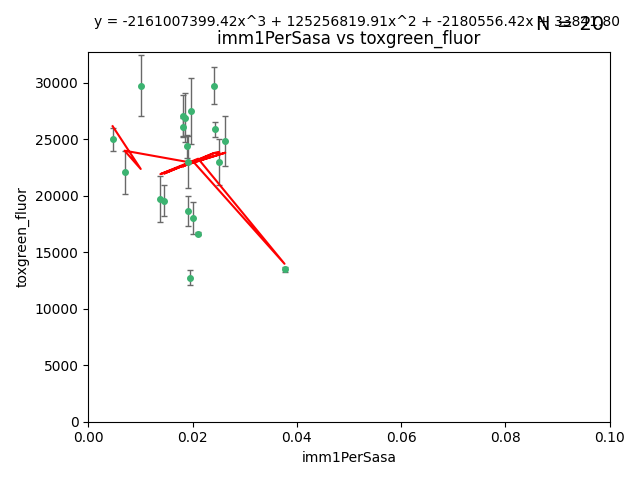 y = -2161007399.42x^3 + 125256819.91x^2 + -2180556.42x + 33841.80
N = 20
imm1PerSasa vs toxgreen_fluor
30000
25000
20000
15000
10000
5000
0
toxgreen_fluor
0.00 0.02 0.04 0.06 0.08 0.10
imm1PerSasa